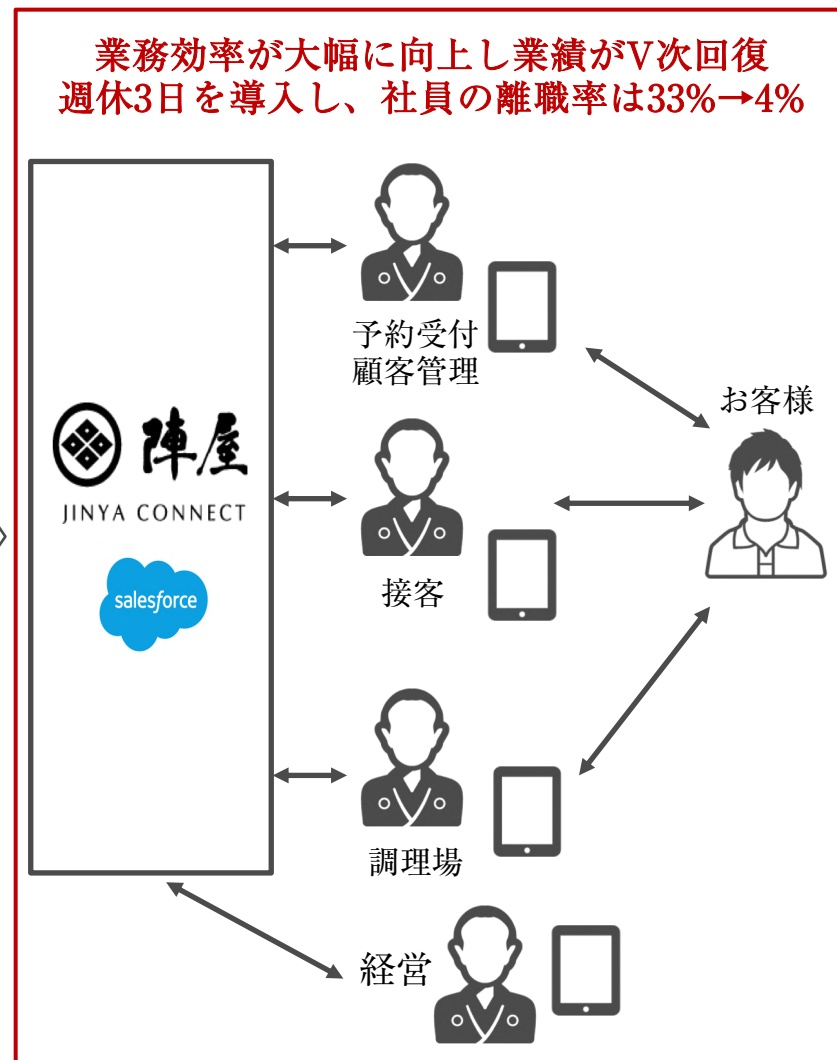 業務効率が大幅に向上し業績がV次回復
週休3日を導入し、社員の離職率は33%→4%
予約受付
顧客管理
お客様
陣屋
JINYA CONNECT
接客
salesforce
調理場
経営